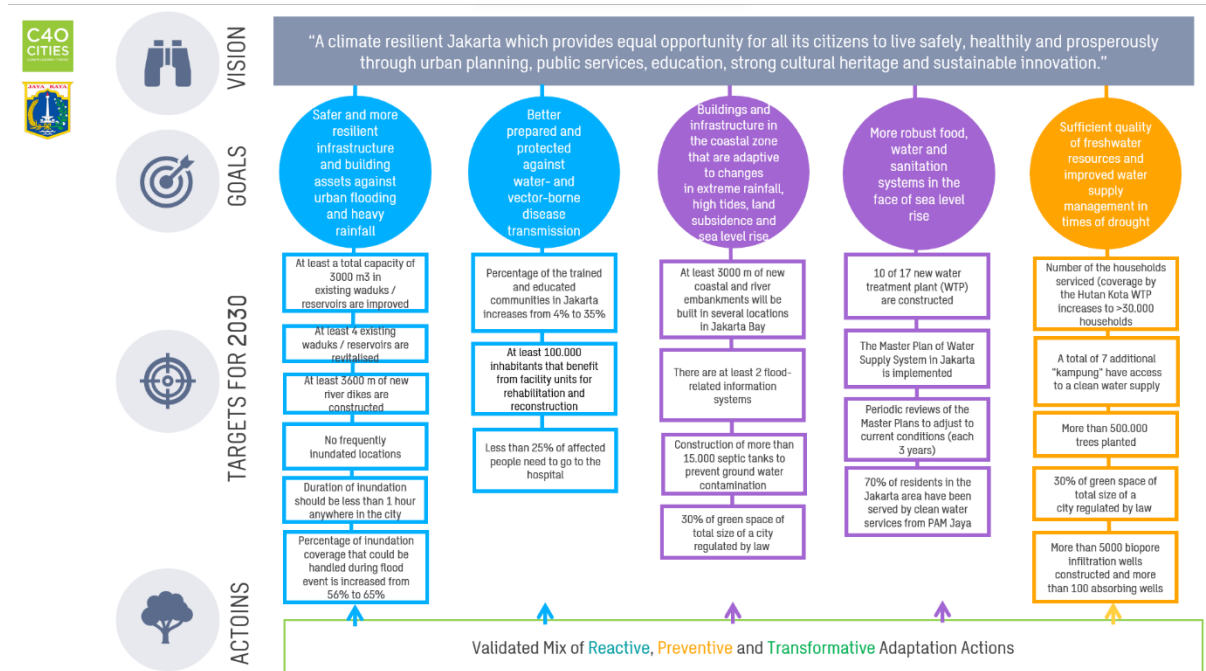 C40
CITIES
JAYA RAYA
VISION
“A climate resilient Jakarta which provides equal opportunity for all its citizens to live safely, healthily and prosperously
through urban planning, public services, education, strong cultural heritage and sustainable innovation.”
GOALS
Safer and more
resilient
infrastructure
and building
assets against
urban flooding
and heavy
rainfall
Better
prepared and
protected
against
water- and
vector-borne
disease
transmission
Buildings and
infrastructure in
the coastal zone
that are adaptive
to changes
in extreme rainfall,
high tides, land
subsidence and
sea level rise
More robust food,
water and
sanitation
systems in the
face of sea level
rise
Sufficient quality
of freshwater
resources and
improved water
supply
management in
times of drought
TARGETS FOR 2030
At least a total capacity of
3000 m3 in
existing waduks /
reservoirs are improved
At least 4 existing
waduks / reservoirs are
revitalised
At least 3600 m of new
river dikes are
constructed
No frequently
inundated locations
Duration of inundation
should be less than 1 hour
anywhere in the city
Percentage of inundation
coverage that could be
handled during flood
event is increased from
56% to 65%
Percentage of the trained
and educated
communities in Jakarta
increases from 4% to 35%
At least 100.000
inhabitants that benefit
from facility units for
rehabilitation and
reconstruction
Less than 25% of affected
people need to go to the
hospital
At least 3000 m of new
coastal and river
embankments will be
built in several locations
in Jakarta Bay
There are at least 2 flood-
related information
systems
Construction of more than
15.000 septic tanks to
prevent ground water
contamination
30% of green space of
total size of a city
regulated by law
10 of 17 new water
treatment plant (WTP)
are constructed
The Master Plan of Water
Supply System in Jakarta
is implemented
Periodic reviews of the
Master Plans to adjust to
current conditions (each
3 years)
70% of residents in the
Jakarta area have been
served by clean water
services from PAM Jaya
Number of the households
serviced (coverage by
the Hutan Kota WTP
increases to >30.000
households
A total of 7 additional
"kampung" have access
to a clean water supply
More than 500.000
trees planted
30% of green space of
total size of a
city regulated by law
More than 5000 biopore
infiltration wells
constructed and more
than 100 absorbing wells
ACTOINS
Validated Mix of Reactive, Preventive and Transformative Adaptation Actions